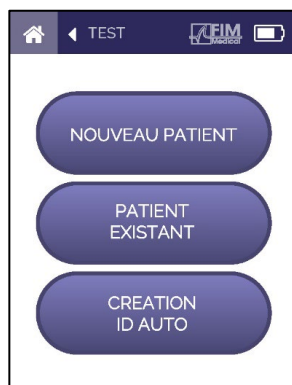 TEST
FIM
Medical
NOUVEAU PATIENT
PATIENT
EXISTANT
CREATION
ID AUTO